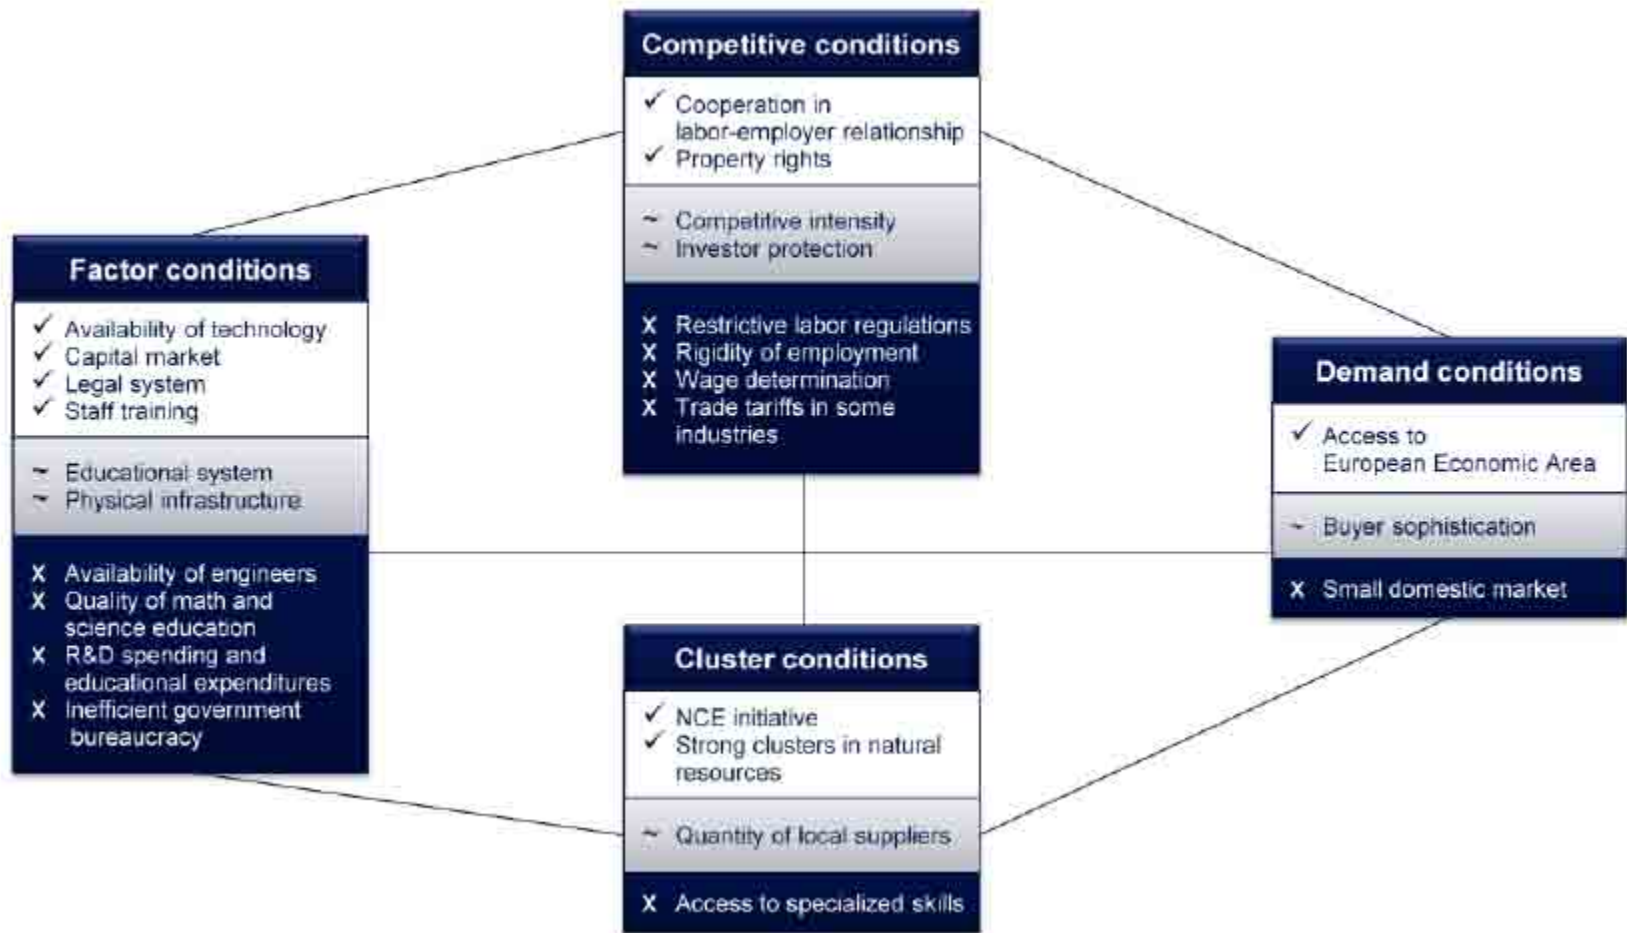 Competitive conditions
✓ Cooperation in
labor-employer relationship
✓ Property rights
~ Competitive intensity
~ Investor protection
X Restrictive labor regulations
X Rigidity of employment
X Wage determination
X Trade tariffs in some
industries
Factor conditions
✓ Availability of technology
✓ Capital market
✓ Legal system
✓ Staff training
~ Educational system
~ Physical infrastructure
X Availability of engineers
X Quality of math and
science education
X R&D spending and
educational expenditures
X Inefficient government
bureaucracy
Demand conditions
✓ Access to
European Economic Area
~ Buyer sophistication
X Small domestic market
Cluster conditions
✓ NCE initiative
✓ Strong clusters in natural
resources
~ Quantity of local suppliers
X Access to specialized skills